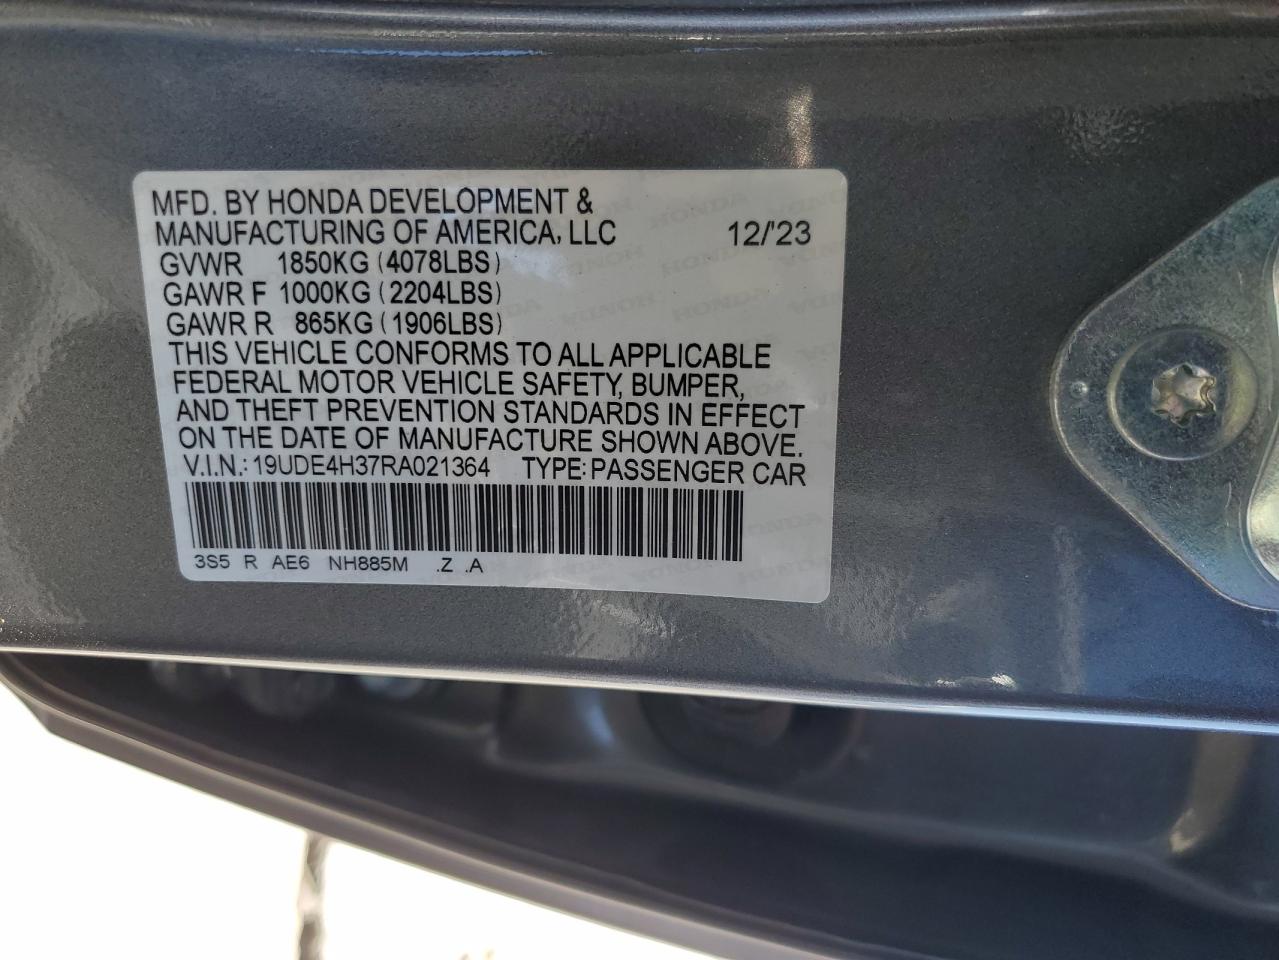 MFD. BY HONDA DEVELOPMENT &
MANUFACTURING OF AMERICA, LLC 12/'23
GVWR 1850KG (4078LBS)
GAWR F 1000KG (2204LBS)
GAWR R 865KG (1906LBS)
THIS VEHICLE CONFORMS TO ALL APPLICABLE
FEDERAL MOTOR VEHICLE SAFETY, BUMPER,
AND THEFT PREVENTION STANDARDS IN EFFECT
ON THE DATE OF MANUFACTURE SHOWN ABOVE.
V.I.N.: 19UDE4H37RA021364 TYPE: PASSENGER CAR
3S5 R AE6 NH885M .Z .A